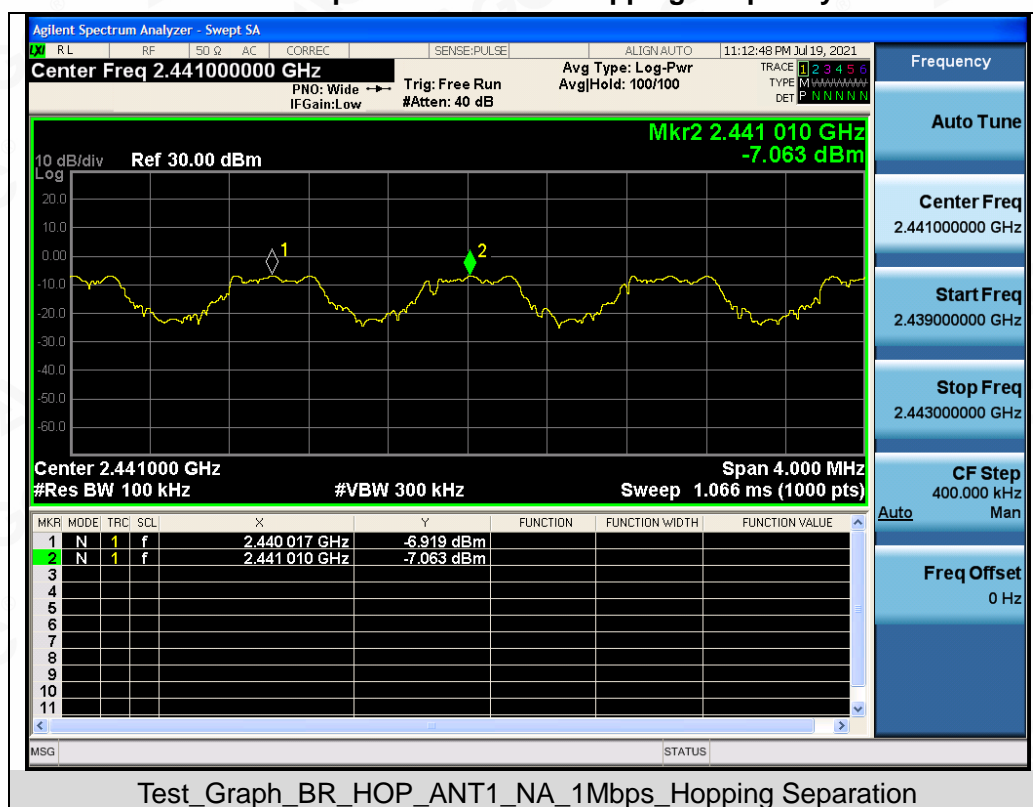 Agilent Spectrum Analyzer - Swept SA
LXI RL RF 50 Ω AC CORREC SENSE:PULSE ALIGN AUTO 11:12:48 PM Jul 19, 2021
Center Freq 2.441000000 GHz
PNO: Wide
IFGain:Low
Trig: Free Run
#Atten: 40 dB
Avg Type: Log-Pwr
Avg|Hold: 100/100
TRACE 1 2 3 4 5 6
TYPE M WWWWW
DET P N N N N N
Mkr2 2.441 010 GHz
-7.063 dBm
10 dB/div Ref 30.00 dBm
Log
20.0
10.0
0.00
-10.0
-20.0
-30.0
-40.0
-50.0
-60.0
1
2
Center 2.441000 GHz Span 4.000 MHz
#Res BW 100 kHz #VBW 300 kHz Sweep 1.066 ms (1000 pts)
MKR MODE TRC SCL X Y FUNCTION FUNCTION WIDTH FUNCTION VALUE
1 N 1 f 2.440 017 GHz -6.919 dBm
2 N 1 f 2.441 010 GHz -7.063 dBm
3
4
5
6
7
8
9
10
11
MSG STATUS
Frequency
Auto Tune
Center Freq
2.441000000 GHz
Start Freq
2.439000000 GHz
Stop Freq
2.443000000 GHz
CF Step
400.000 kHz
Auto Man
Freq Offset
0 Hz
Test_Graph_BR_HOP_ANT1_NA_1Mbps_Hopping Separation